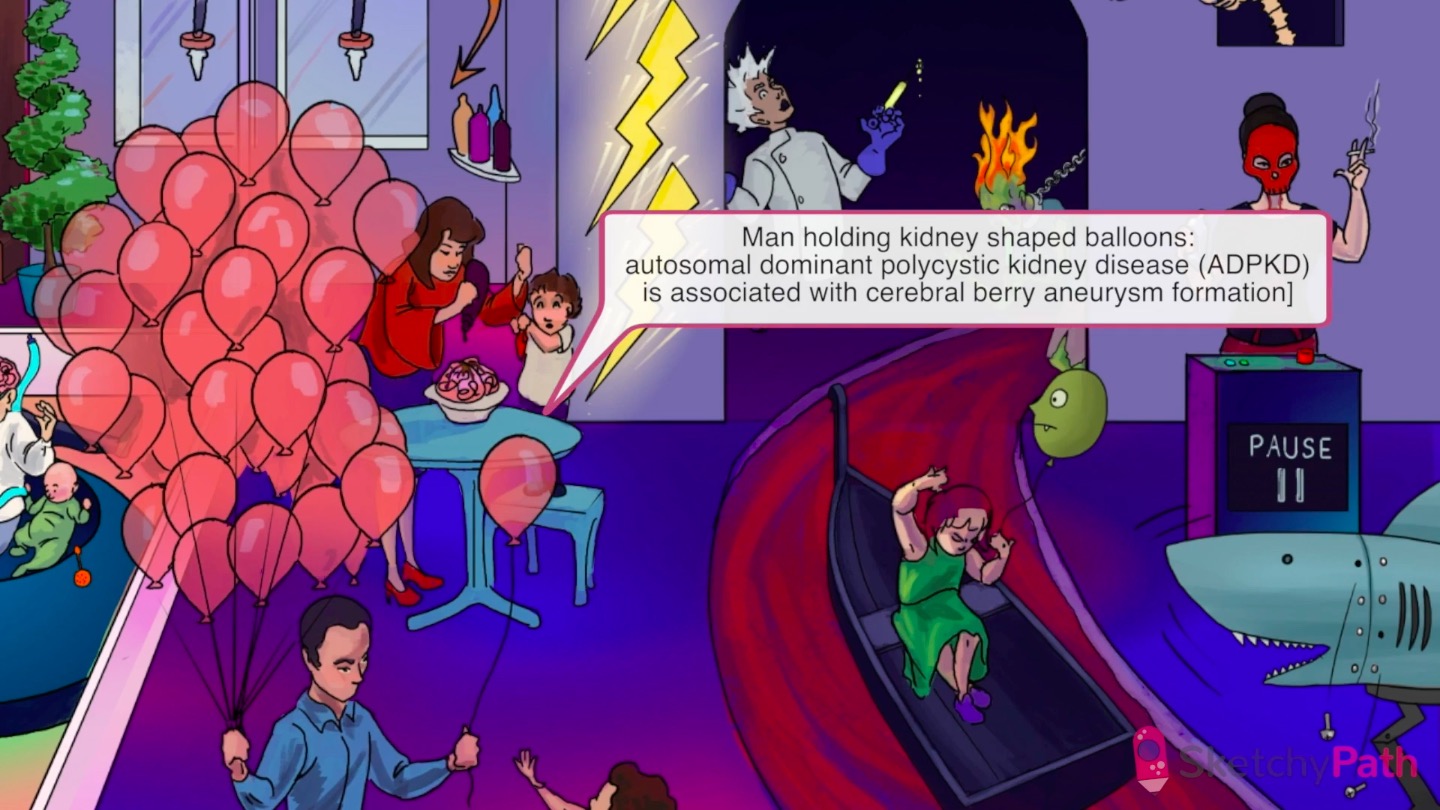 Man holding kidney shaped balloons:
autosomal dominant polycystic kidney disease (ADPKD)
is associated with cerebral berry aneurysm formation]
PAUSE
SketchyPath